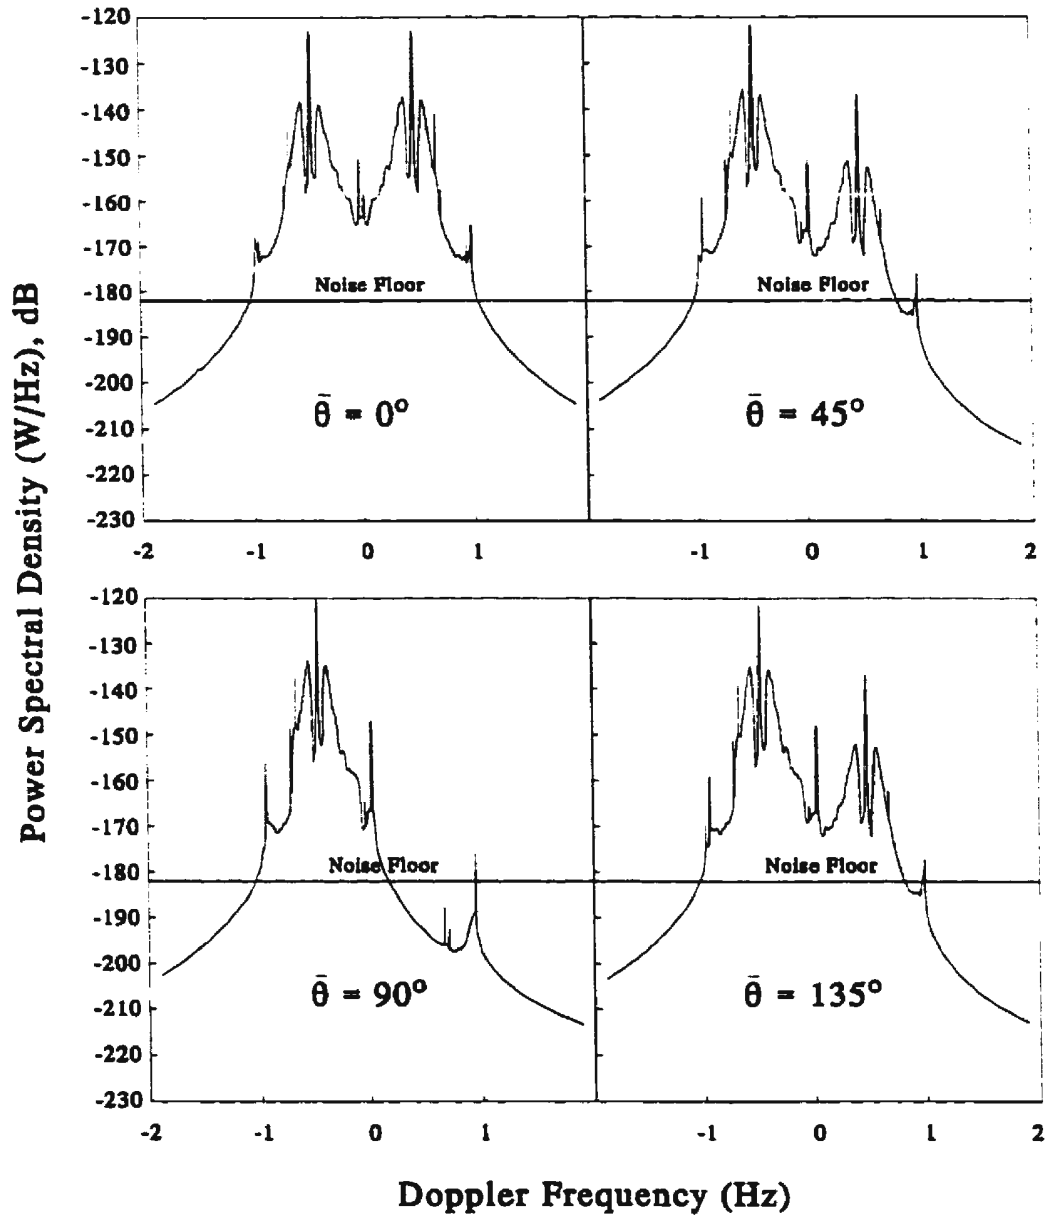 Power Spectral Density (W/Hz), dB
-120
-130
-140
-150
-160
-170
-180
-190
-200
-210
-220
-230
Noise Floor
θ̄ = 0°
-2 -1 0 1
Noise Floor
θ̄ = 45°
-1 0 1 2
-120
-130
-140
-150
-160
-170
-180
-190
-200
-210
-220
-230
Noise Floor
θ̄ = 90°
-2 -1 0 1
Noise Floor
θ̄ = 135°
-1 0 1 2
Doppler Frequency (Hz)